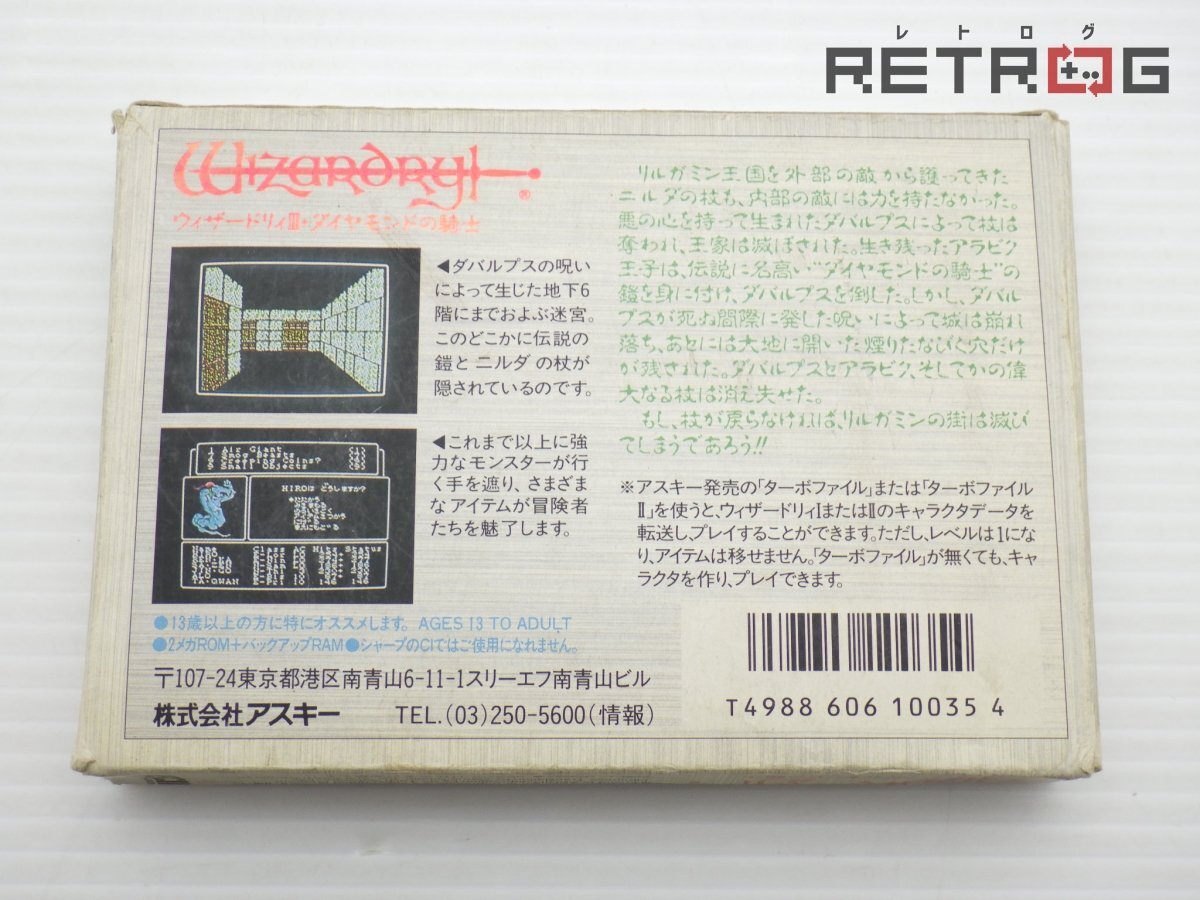 レトログ
RETROG
Wizardry®
ウィザードリィⅢ・ダイヤモンドの騎士
◀ダバルプスの呪い
によって生じた地下6
階にまでおよぶ迷宮。
このどこかに伝説の
鎧とニルダの杖が
隠されているのです。
Air Giant
Smog Beasts
Creeping Coins?
Small Objects
HIROは どうしますか?
◀これまで以上に強
力なモンスターが行
く手を遮り、さまざま
なアイテムが冒険者
たちを魅了します。
リルガミン王国を外部の敵から護ってきた
ニルダの杖も、内部の敵には力を持たなかった。
悪の心を持って生まれたダバルプスによって杖は
奪われ、王家は滅ぼされた。生き残ったアラビク
王子は、伝説に名高い"ダイヤモンドの騎士"の
鎧を身に付け、ダバルプスを倒した。しかし、ダバル
プスが死ぬ間際に発した呪いによって城は崩れ
落ち、あとには大地に開いた煙りたなびく穴だけ
が残された。ダバルプスとアラビク、そしてかの偉
大なる杖は消え失せた。
もし、杖が戻らなければ、リルガミンの街は滅び
てしまうであろう!!
※アスキー発売の「ターボファイル」または「ターボファイル
Ⅱ」を使うと、ウィザードリィⅠまたはⅡのキャラクタデータを
転送し、プレイすることができます。ただし、レベルは1にな
り、アイテムは移せません。「ターボファイル」が無くても、キャ
ラクタを作り、プレイできます。
●13歳以上の方に特にオススメします。AGES 13 TO ADULT
●2メガROM+バックアップRAM●シャープのC1ではご使用になれません。
〒107-24東京都港区南青山6-11-1スリーエフ南青山ビル
株式会社アスキー TEL.(03)250-5600(情報)
T4988 606 10035 4